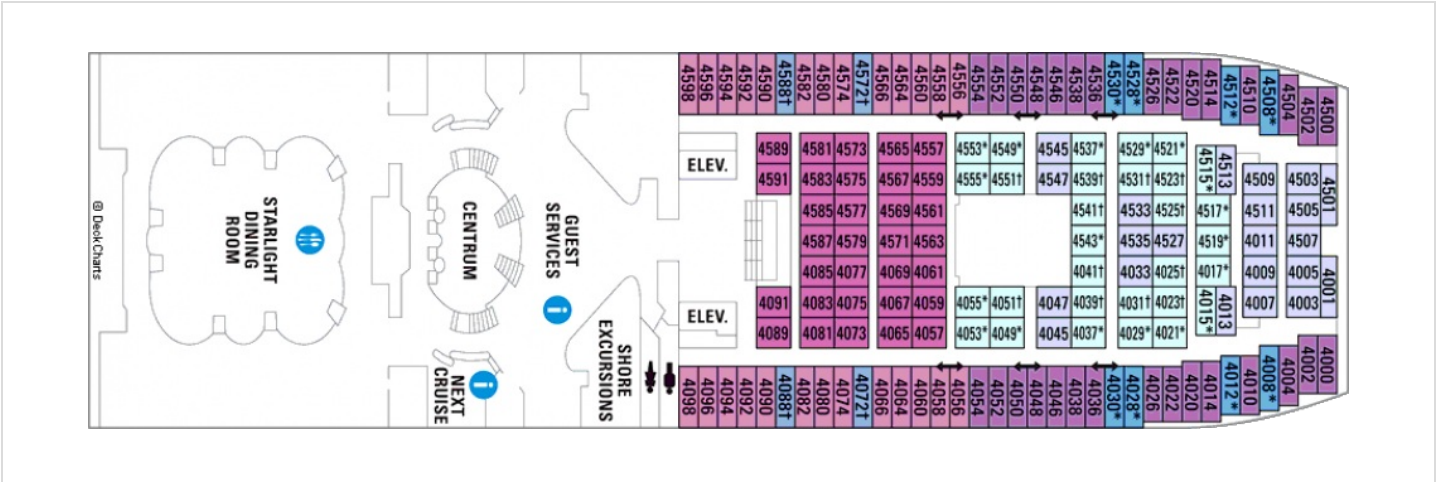 4598 4596 4594 4592 4590 4588† 4582 4580 4574 4572† 4566 4564 4560 4558 4556 4554 4552 4550 4548 4546 4538 4536 4530* 4528* 4526 4522 4520 4514 4512* 4510 4508* 4504 4502 4500
ELEV.
4589 4581 4573 4565 4557 4553* 4549* 4545 4537* 4529* 4521* 4515* 4513 4509 4503 4501
4591 4583 4575 4567 4559 4555* 4551† 4547 4539† 4531† 4523†
4585 4577 4569 4561 4541† 4533 4525† 4517* 4511 4505
4587 4579 4571 4563 4543* 4535 4527 4519* 4011 4507
4085 4077 4069 4061 4041† 4033 4025† 4017* 4009 4005 4001
ELEV.
4091 4083 4075 4067 4059 4055* 4051† 4047 4039† 4031† 4023† 4015* 4013 4007 4003
4089 4081 4073 4065 4057 4053* 4049* 4045 4037* 4029* 4021*
4098 4096 4094 4092 4090 4088† 4082 4080 4074 4072† 4066 4064 4060 4058 4056 4054 4052 4050 4048 4046 4038 4036 4030* 4028* 4026 4022 4020 4014 4012* 4010 4008* 4004 4002 4000
© Deck Charts
STARLIGHT
DINING
ROOM
CENTRUM
GUEST
SERVICES
i
NEXT
CRUISE
i
SHORE
EXCURSIONS